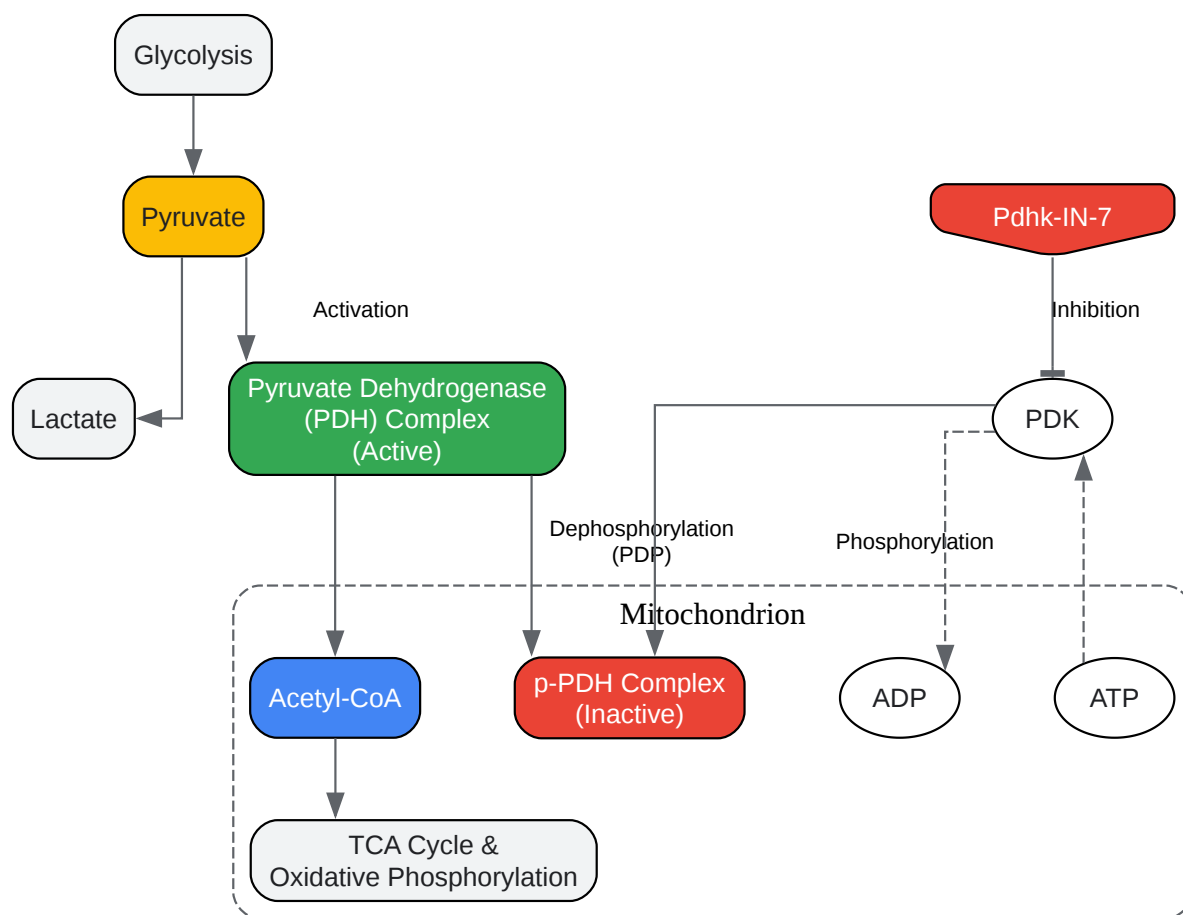 Glycolysis
Pyruvate
Pdhk-IN-7
Activation
Inhibition
Pyruvate Dehydrogenase
(PDH) Complex
(Active)
Lactate
PDK
Dephosphorylation
(PDP)
Phosphorylation
Mitochondrion
Acetyl-CoA
p-PDH Complex
(Inactive)
ADP
ATP
TCA Cycle &
Oxidative Phosphorylation